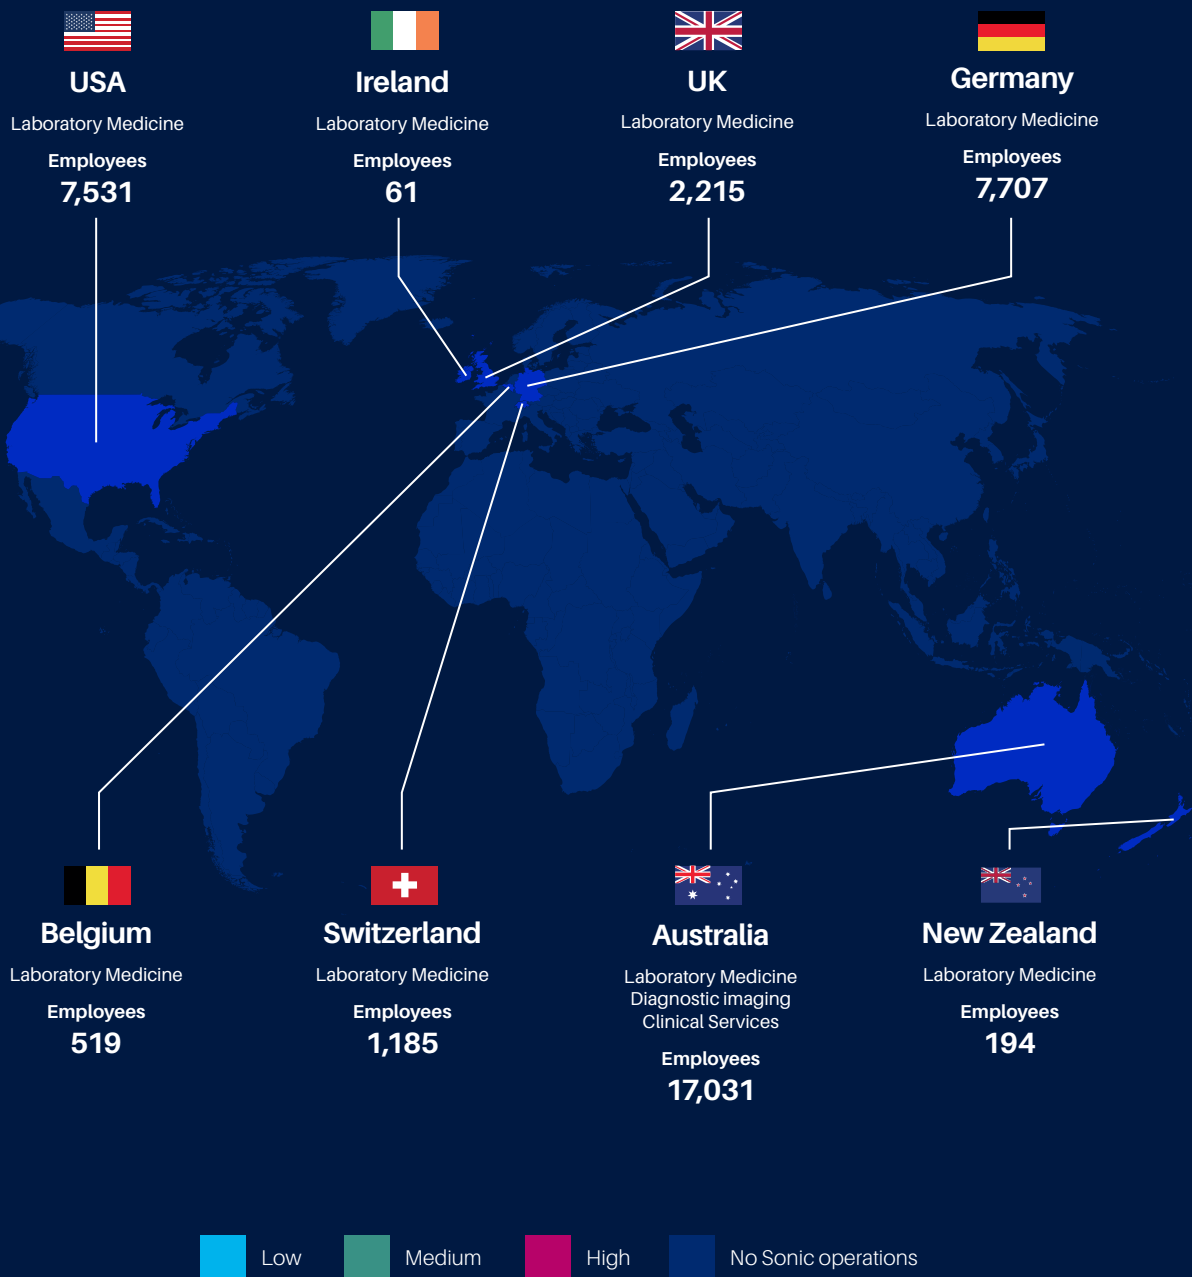 USA
Laboratory Medicine
Employees
7,531
Ireland
Laboratory Medicine
Employees
61
UK
Laboratory Medicine
Employees
2,215
Germany
Laboratory Medicine
Employees
7,707
Belgium
Laboratory Medicine
Employees
519
Switzerland
Laboratory Medicine
Employees
1,185
Australia
Laboratory Medicine
Diagnostic imaging
Clinical Services
Employees
17,031
New Zealand
Laboratory Medicine
Employees
194
Low
Medium
High
No Sonic operations